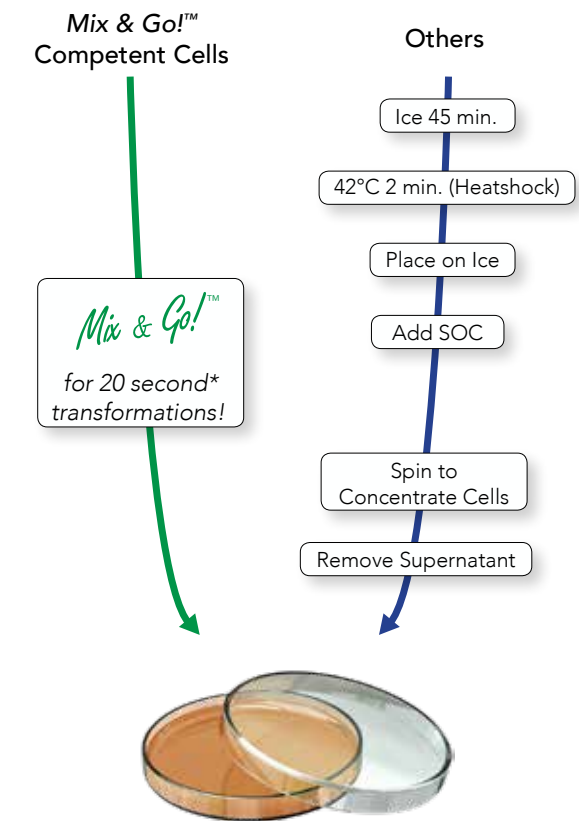 Mix & Go!™
Competent Cells
Others
Ice 45 min.
42°C 2 min. (Heatshock)
Place on Ice
Add SOC
Mix & Go!™
for 20 second*
transformations!
Spin to
Concentrate Cells
Remove Supernatant